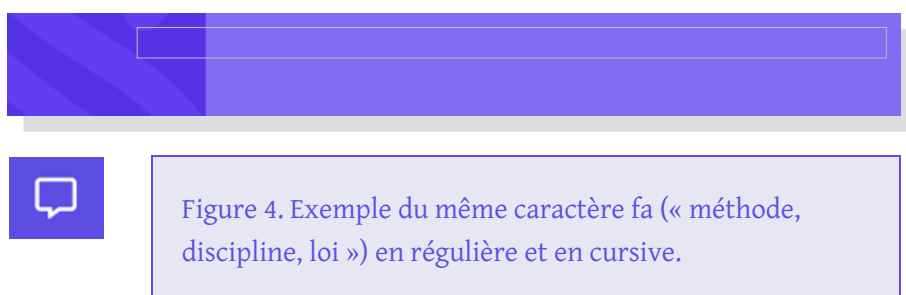 Figure 4. Exemple du même caractère fa (« méthode,
discipline, loi ») en régulière et en cursive.